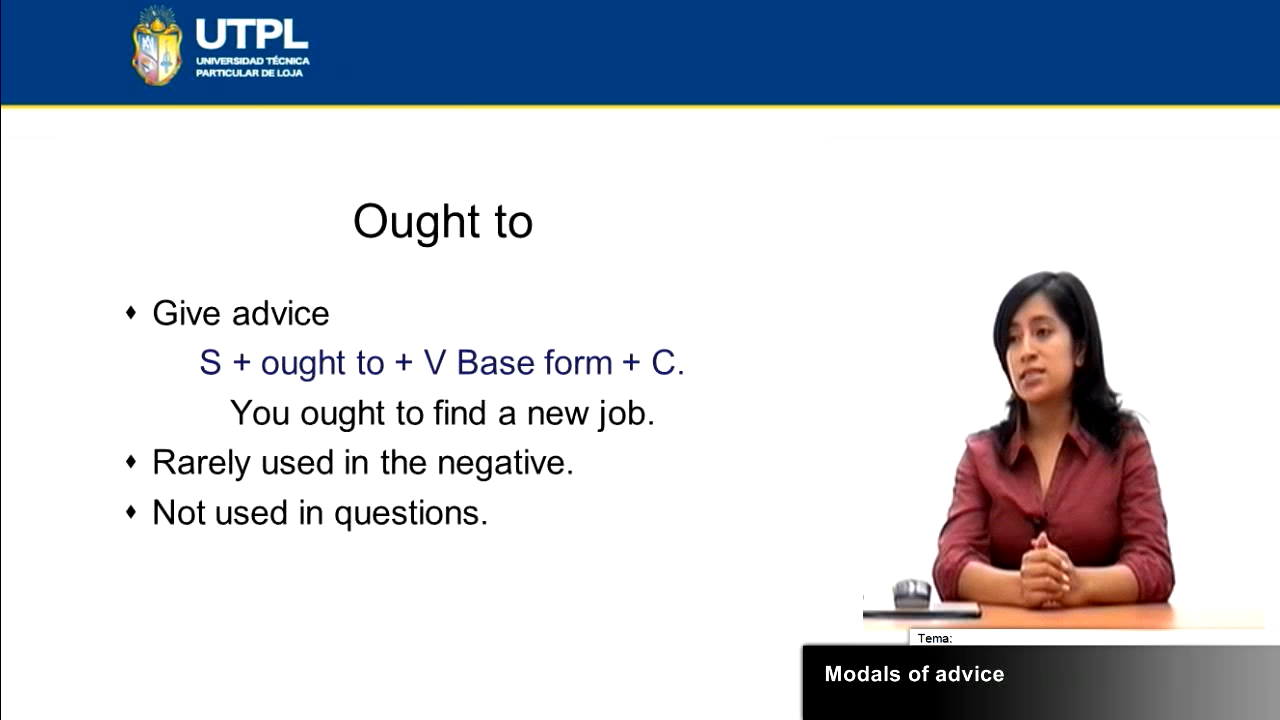 UTPL
UNIVERSIDAD TÉCNICA
PARTICULAR DE LOJA
Ought to
Give advice
S + ought to + V Base form + C.
You ought to find a new job.
Rarely used in the negative.
Not used in questions.
Tema:
Modals of advice